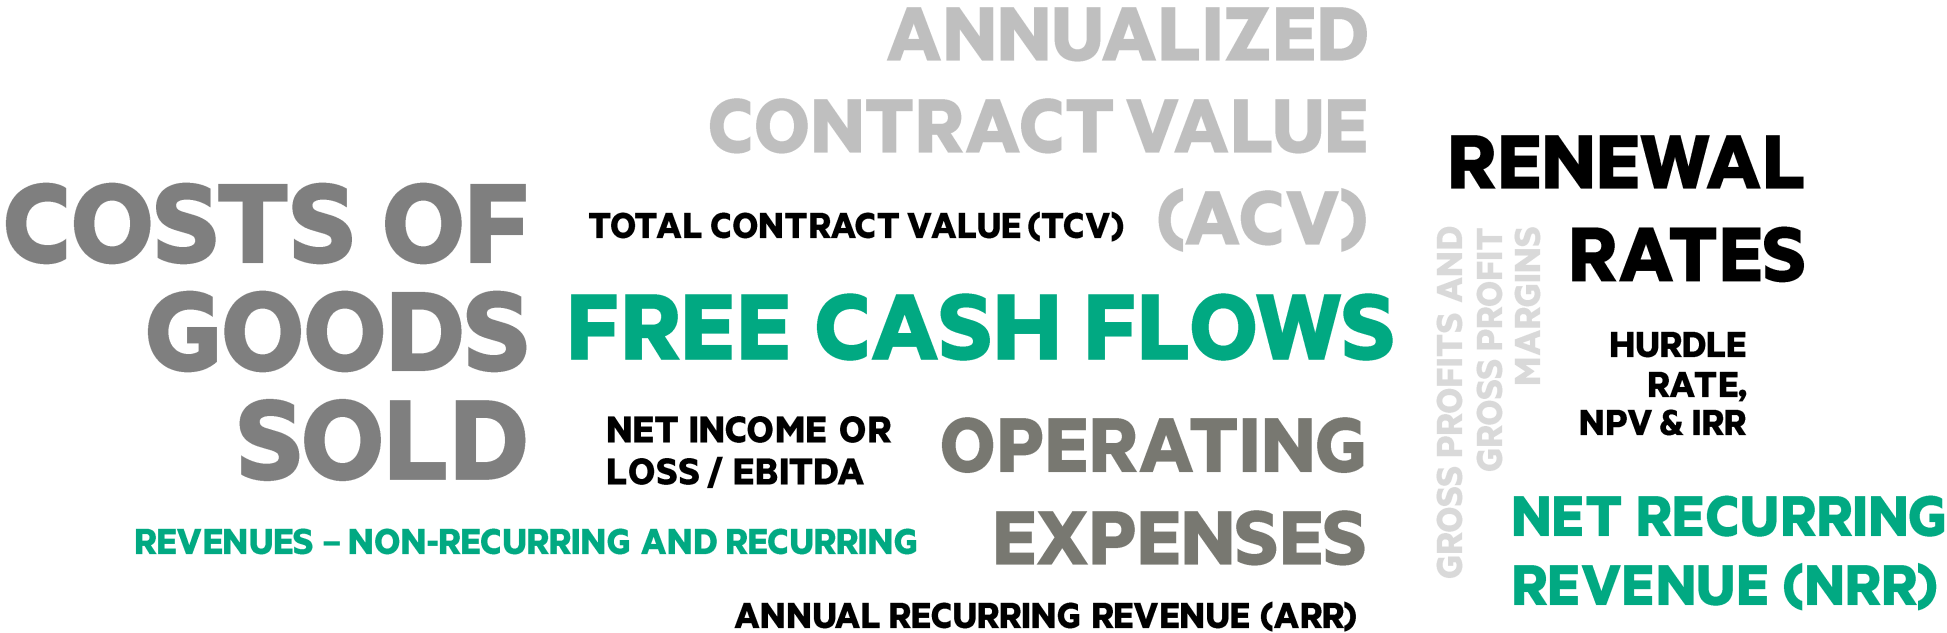 ANNUALIZED
CONTRACT VALUE
(ACV)
COSTS OF
GOODS
SOLD
TOTAL CONTRACT VALUE (TCV)
FREE CASH FLOWS
NET INCOME OR
LOSS / EBITDA
OPERATING
EXPENSES
REVENUES – NON-RECURRING AND RECURRING
ANNUAL RECURRING REVENUE (ARR)
GROSS PROFITS AND
GROSS PROFIT
MARGINS
RENEWAL
RATES
HURDLE
RATE,
NPV & IRR
NET RECURRING
REVENUE (NRR)